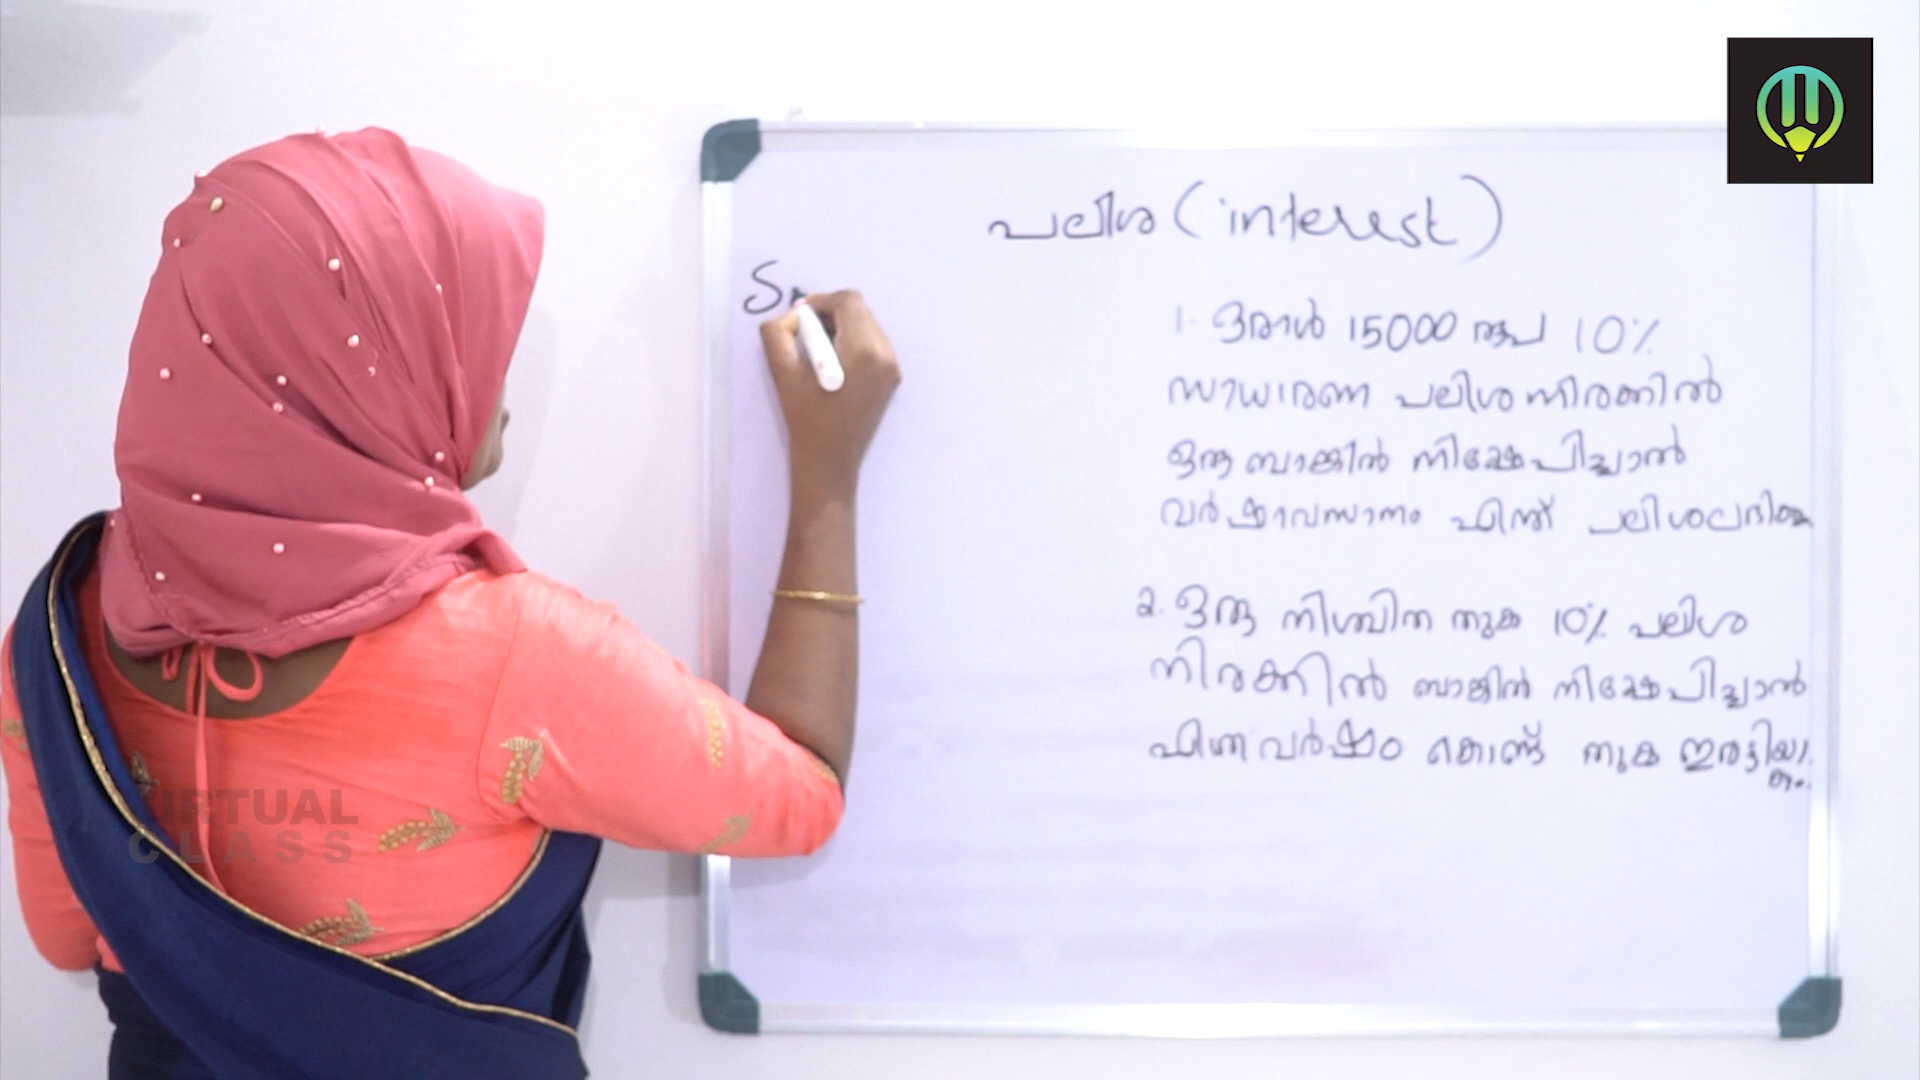 പലിശ (interest)
S
1. ഒരാൾ 15000 രൂപ 10%
സാധാരണ പലിശ നിരക്കിൽ
ഒരു ബാങ്കിൽ നിക്ഷേപിച്ചാൽ
വർഷാവസാനം എന്ത് പലിശ ലഭിക്കും
2. ഒരു നിശ്ചിത തുക 10% പലിശ
നിരക്കിൽ ബാങ്കിൽ നിക്ഷേപിച്ചാൽ
എത്ര വർഷം കൊണ്ട് തുക ഇരട്ടിയാ
കും.
VIRTUAL
CLASS